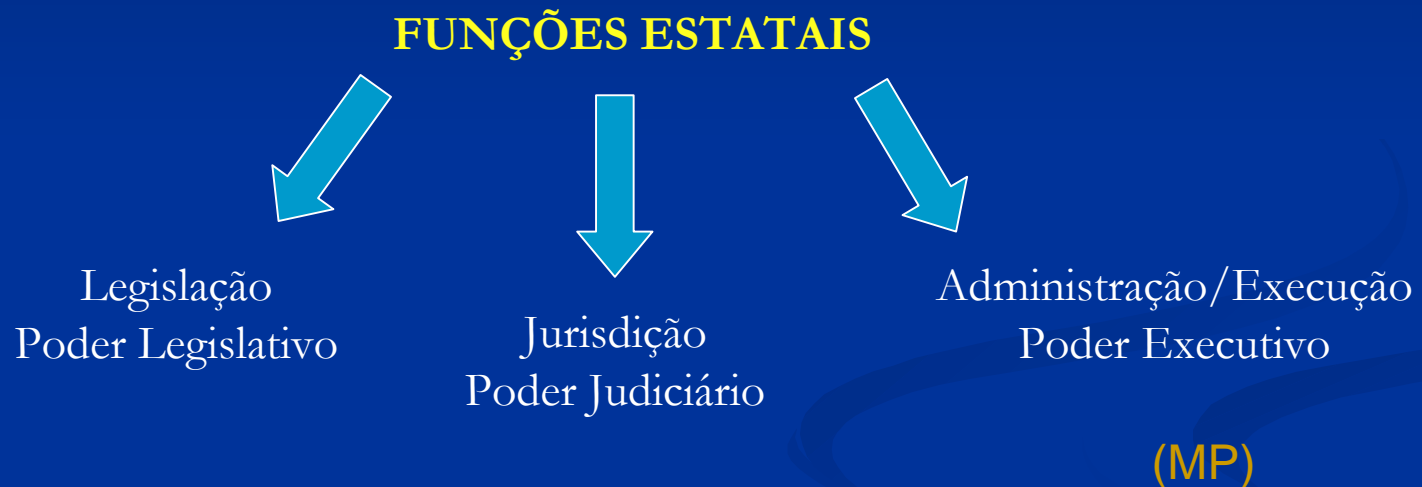 FUNÇÕES ESTATAIS
Legislação
Poder Legislativo
Jurisdição
Poder Judiciário
Administração/Execução
Poder Executivo
(MP)